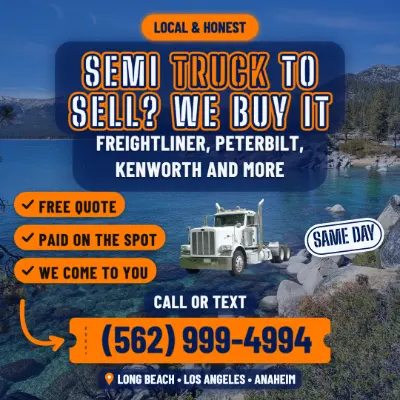 LOCAL & HONEST
SEMI TRUCK TO
SELL? WE BUY IT
FREIGHTLINER, PETERBILT,
KENWORTH AND MORE
FREE QUOTE
PAID ON THE SPOT
WE COME TO YOU
SAME DAY
CALL OR TEXT
(562) 999-4994
LONG BEACH • LOS ANGELES • ANAHEIM